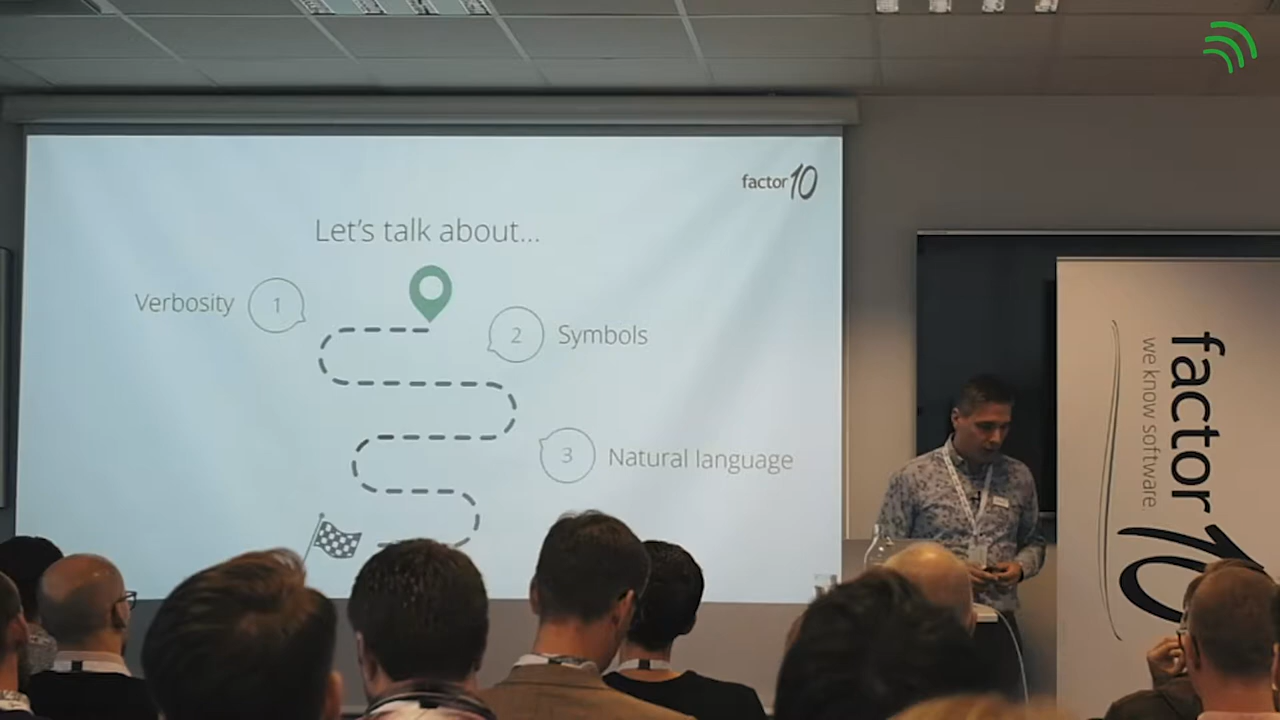 factor10
Let's talk about...
Verbosity 1
2 Symbols
3 Natural language
factor10
we know software.